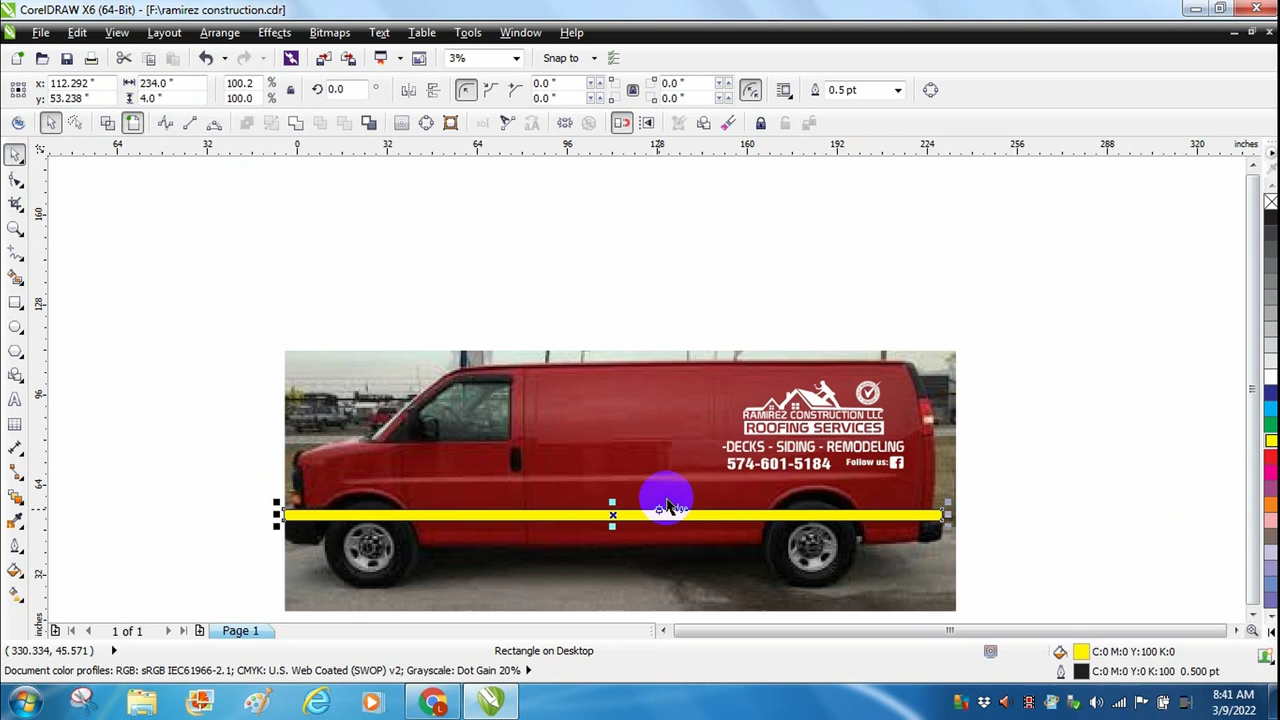 CorelDRAW X6 (64-Bit) - [F:\ramirez construction.cdr]
File Edit View Layout Arrange Effects Bitmaps Text Table Tools Window Help
3% Snap to
x: 112.292 " 234.0 " 100.2 % 0.0 ° 0.0 " 0.0 " 0.5 pt
y: 53.238 " 4.0 " 100.0 % 0.0 " 0.0 "
64 32 0 32 64 96 128 160 192 224 256 288 320 inches
160
128
96
64
32
inches
RAMIREZ CONSTRUCTION LLC
ROOFING SERVICES
-DECKS - SIDING - REMODELING
574-601-5184 Follow us:
1 of 1 Page 1
(330.334, 45.571) Rectangle on Desktop C:0 M:0 Y:100 K:0
Document color profiles: RGB: sRGB IEC61966-2.1; CMYK: U.S. Web Coated (SWOP) v2; Grayscale: Dot Gain 20% C:0 M:0 Y:0 K:100 0.500 pt
8:41 AM
3/9/2022